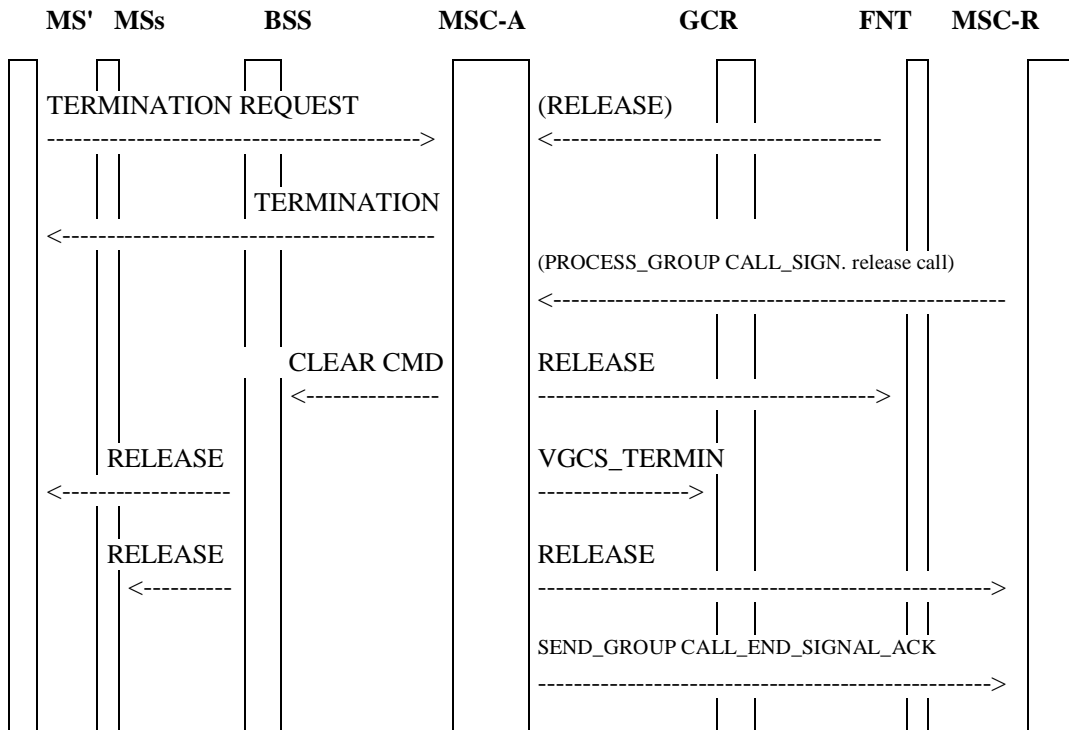 MS' MSs BSS MSC-A GCR FNT MSC-R
TERMINATION REQUEST (RELEASE)
TERMINATION
(PROCESS_GROUP CALL_SIGN. release call)
CLEAR CMD RELEASE
RELEASE VGCS_TERMIN
RELEASE RELEASE
SEND_GROUP CALL_END_SIGNAL_ACK